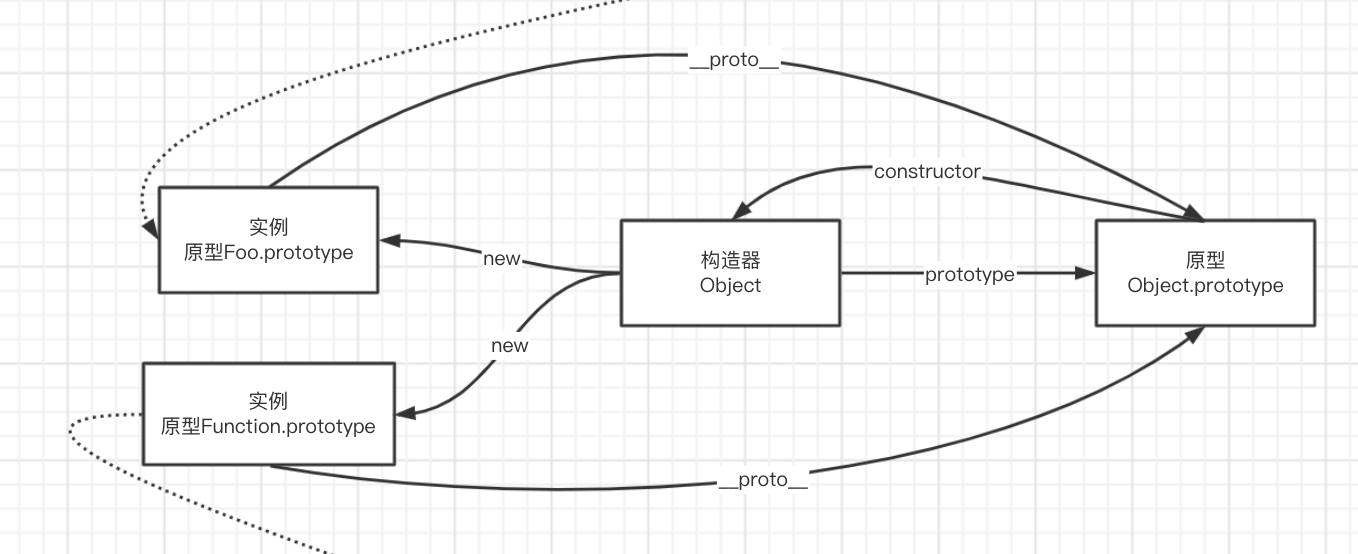 __proto__
constructor
实例
原型Foo.prototype
new
构造器
Object
prototype
原型
Object.prototype
new
实例
原型Function.prototype
__proto__